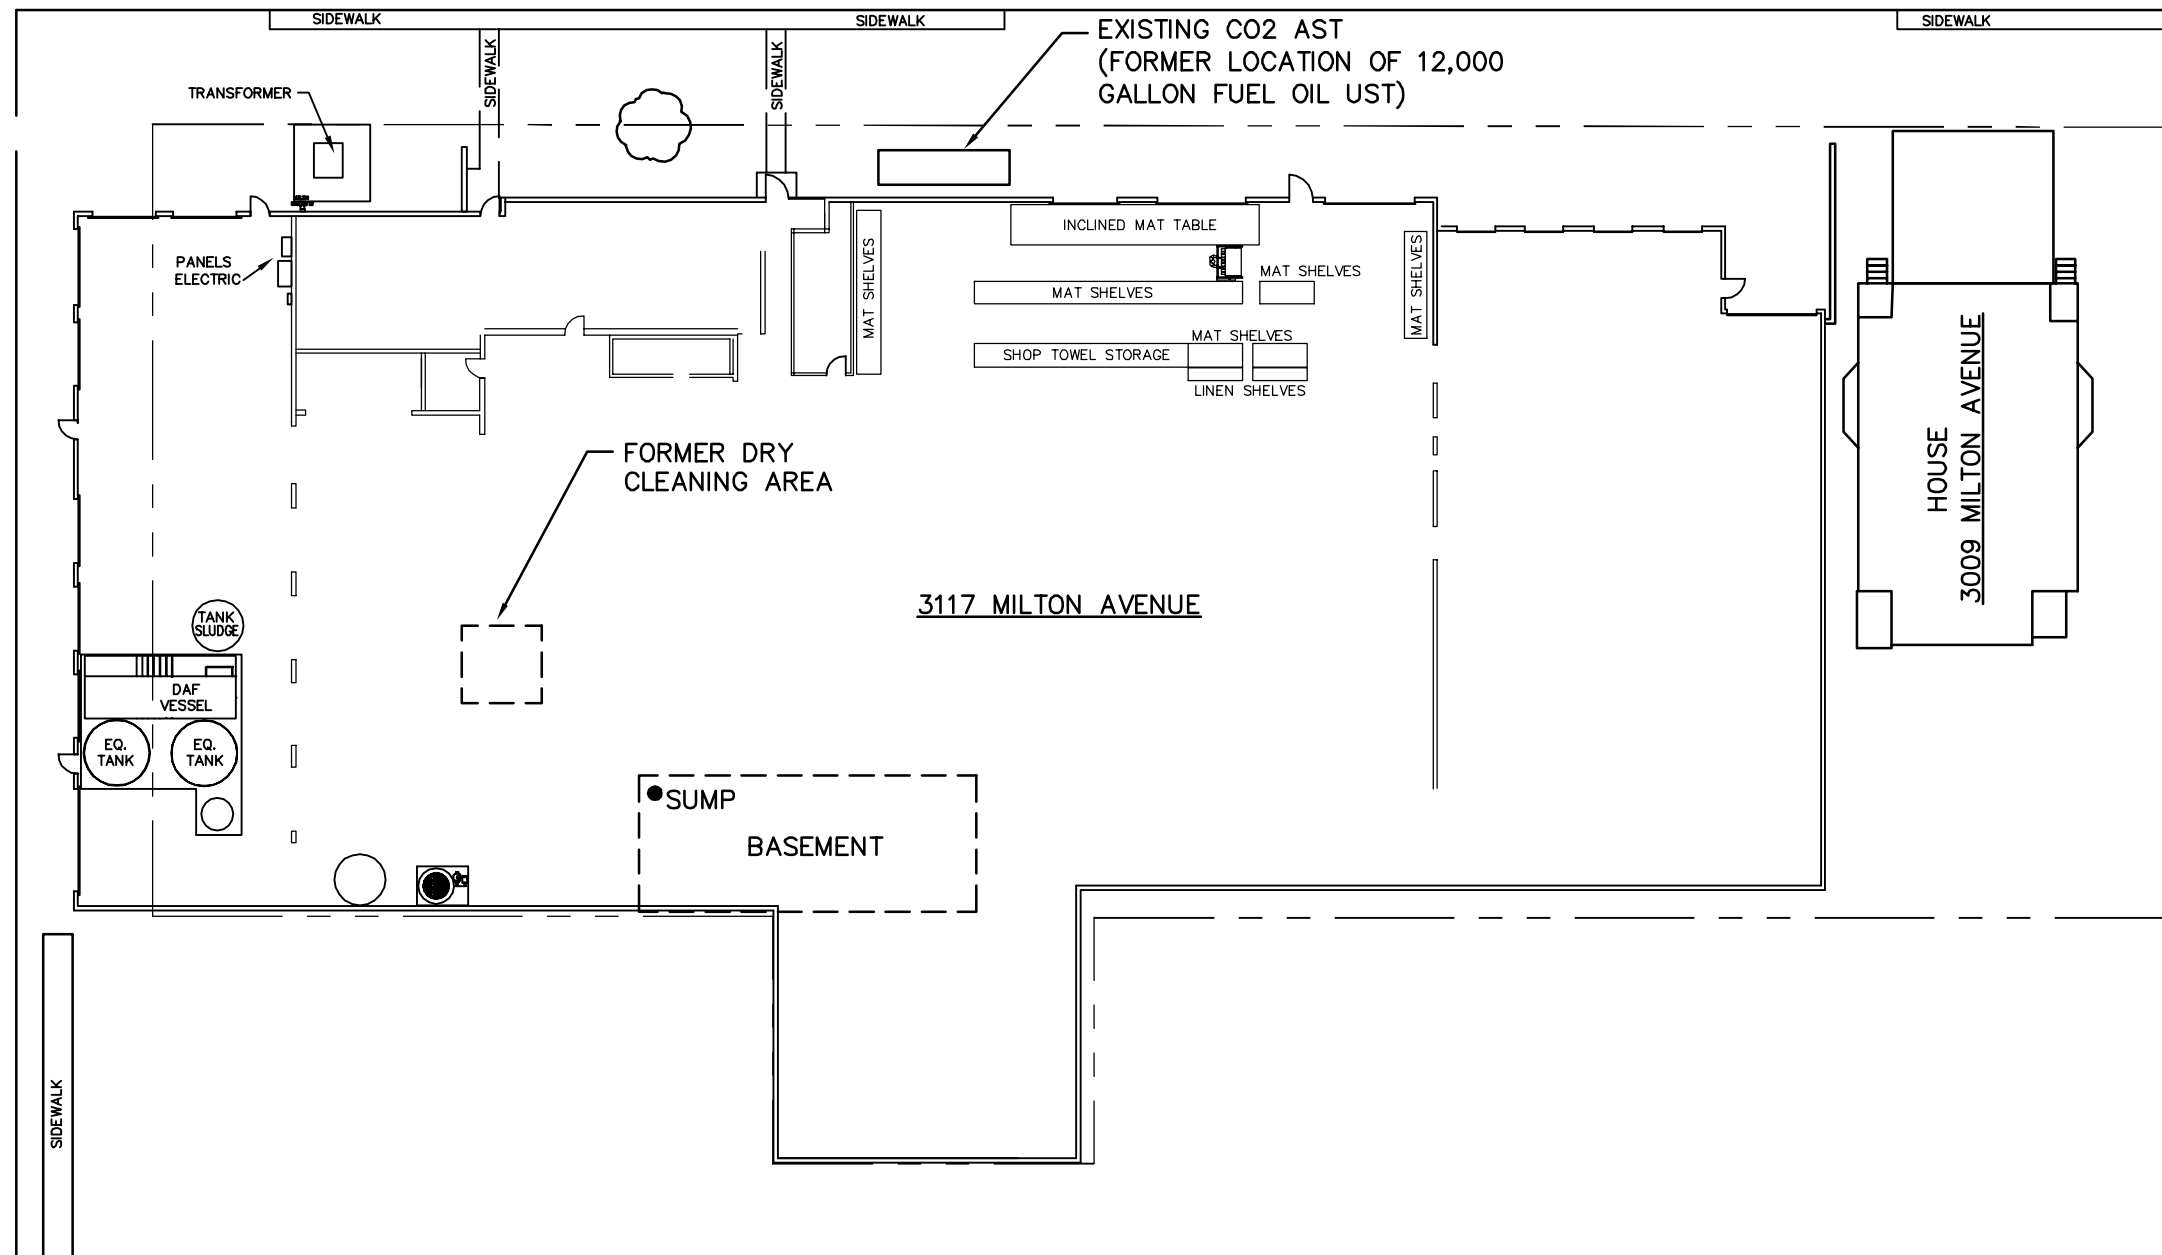 SIDEWALK
SIDEWALK
SIDEWALK
SIDEWALK
SIDEWALK
EXISTING CO2 AST
(FORMER LOCATION OF 12,000
GALLON FUEL OIL UST)
TRANSFORMER
PANELS
ELECTRIC
MAT SHELVES
INCLINED MAT TABLE
MAT SHELVES
MAT SHELVES
MAT SHELVES
MAT SHELVES
SHOP TOWEL STORAGE
LINEN SHELVES
HOUSE
3009 MILTON AVENUE
FORMER DRY
CLEANING AREA
3117 MILTON AVENUE
TANK
SLUDGE
DAF
VESSEL
EQ.
TANK
EQ.
TANK
SUMP
BASEMENT
SIDEWALK